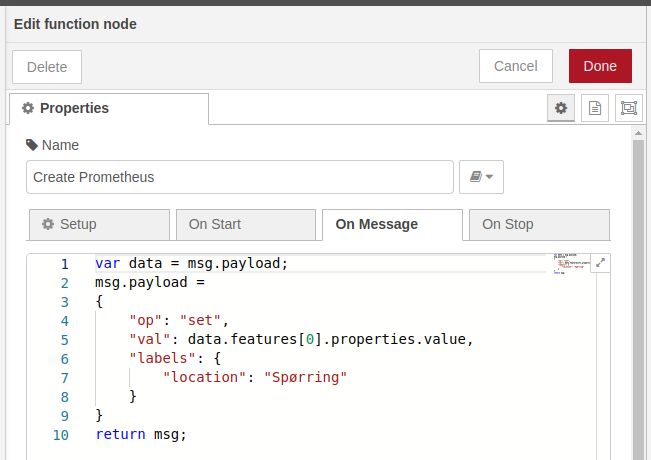 Edit function node
Delete
Cancel
Done
Properties
Name
Create Prometheus
Setup
On Start
On Message
On Stop
1 var data = msg.payload;
2 msg.payload =
3 {
4 "op": "set",
5 "val": data.features[0].properties.value,
6 "labels": {
7 "location": "Spørring"
8 }
9 }
10 return msg;